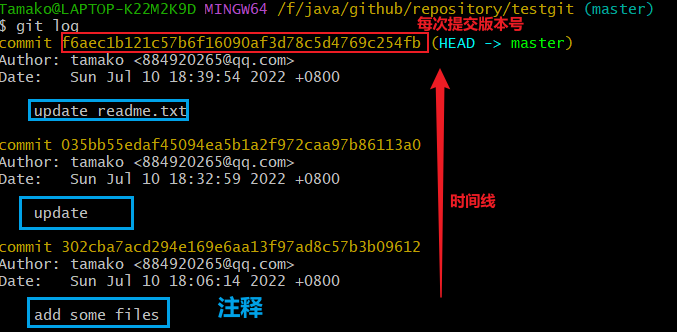 Tamako@LAPTOP-K22M2K9D MINGW64 /f/java/github/repository/testgit (master)
$ git log
每次提交版本号
commit f6aec1b121c57b6f16090af3d78c5d4769c254fb (HEAD -> master)
Author: tamako <884920265@qq.com>
Date:   Sun Jul 10 18:39:54 2022 +0800
update readme.txt
commit 035bb55edaf45094ea5b1a2f972caa97b86113a0
Author: tamako <884920265@qq.com>
Date:   Sun Jul 10 18:32:59 2022 +0800
时间线
update
commit 302cba7acd294e169e6aa13f97ad8c57b3b09612
Author: tamako <884920265@qq.com>
Date:   Sun Jul 10 18:06:14 2022 +0800
add some files
注释